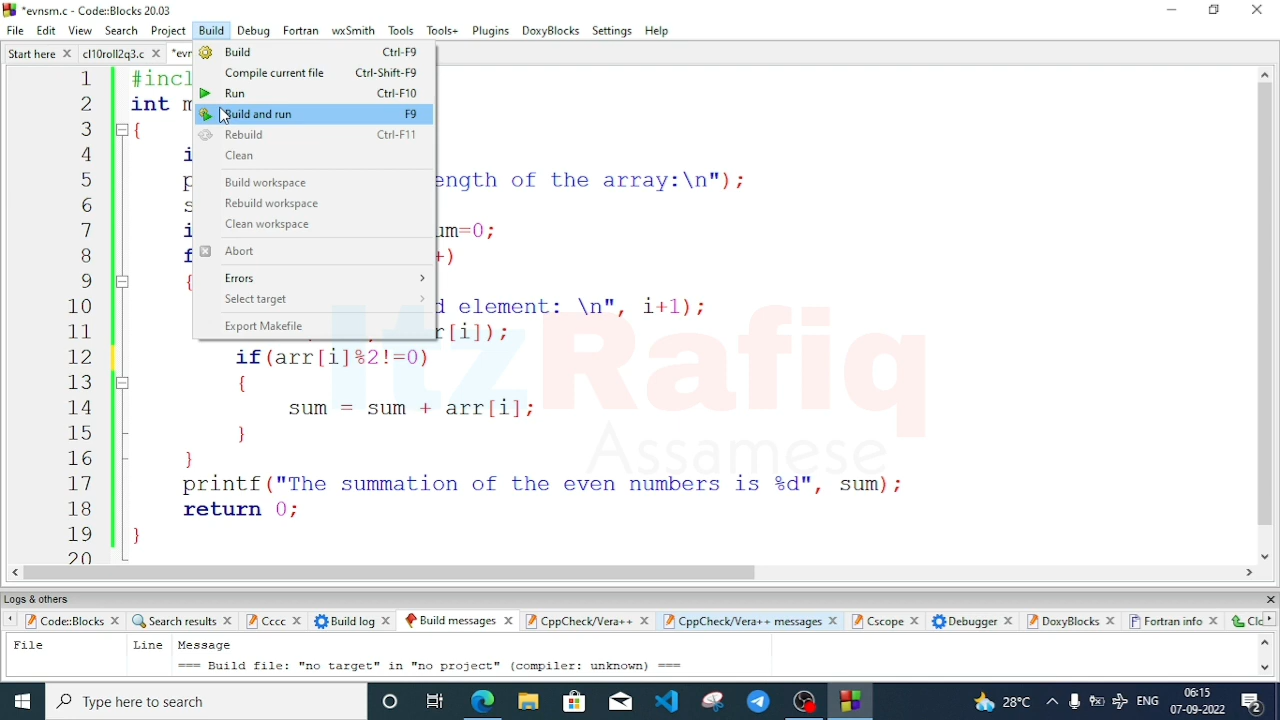 *evnsm.c - Code::Blocks 20.03
File Edit View Search Project Build Debug Fortran wxSmith Tools Tools+ Plugins DoxyBlocks Settings Help
Start here cl10roll2q3.c *evn
Build Ctrl-F9
Compile current file Ctrl-Shift-F9
Run Ctrl-F10
Build and run F9
Rebuild Ctrl-F11
Clean
Build workspace
Rebuild workspace
Clean workspace
Abort
Errors
Select target
Export Makefile
1 #incl
2 int m
3 {
4 i
5 p ength of the array:\n");
6 s
7 i um=0;
8 f +)
9 {
10 d element: \n", i+1);
11 r[i]);
12 if(arr[i]%2!=0)
13 {
14 sum = sum + arr[i];
15 }
16 }
17 printf("The summation of the even numbers is %d", sum);
18 return 0;
19 }
20
ItzRafiq
Assamese
Logs & others
Code::Blocks Search results Cccc Build log Build messages CppCheck/Vera++ CppCheck/Vera++ messages Cscope Debugger DoxyBlocks Fortran info Clo
File Line Message
=== Build file: "no target" in "no project" (compiler: unknown) ===
Type here to search 28°C ENG 06:15
07-09-2022 2